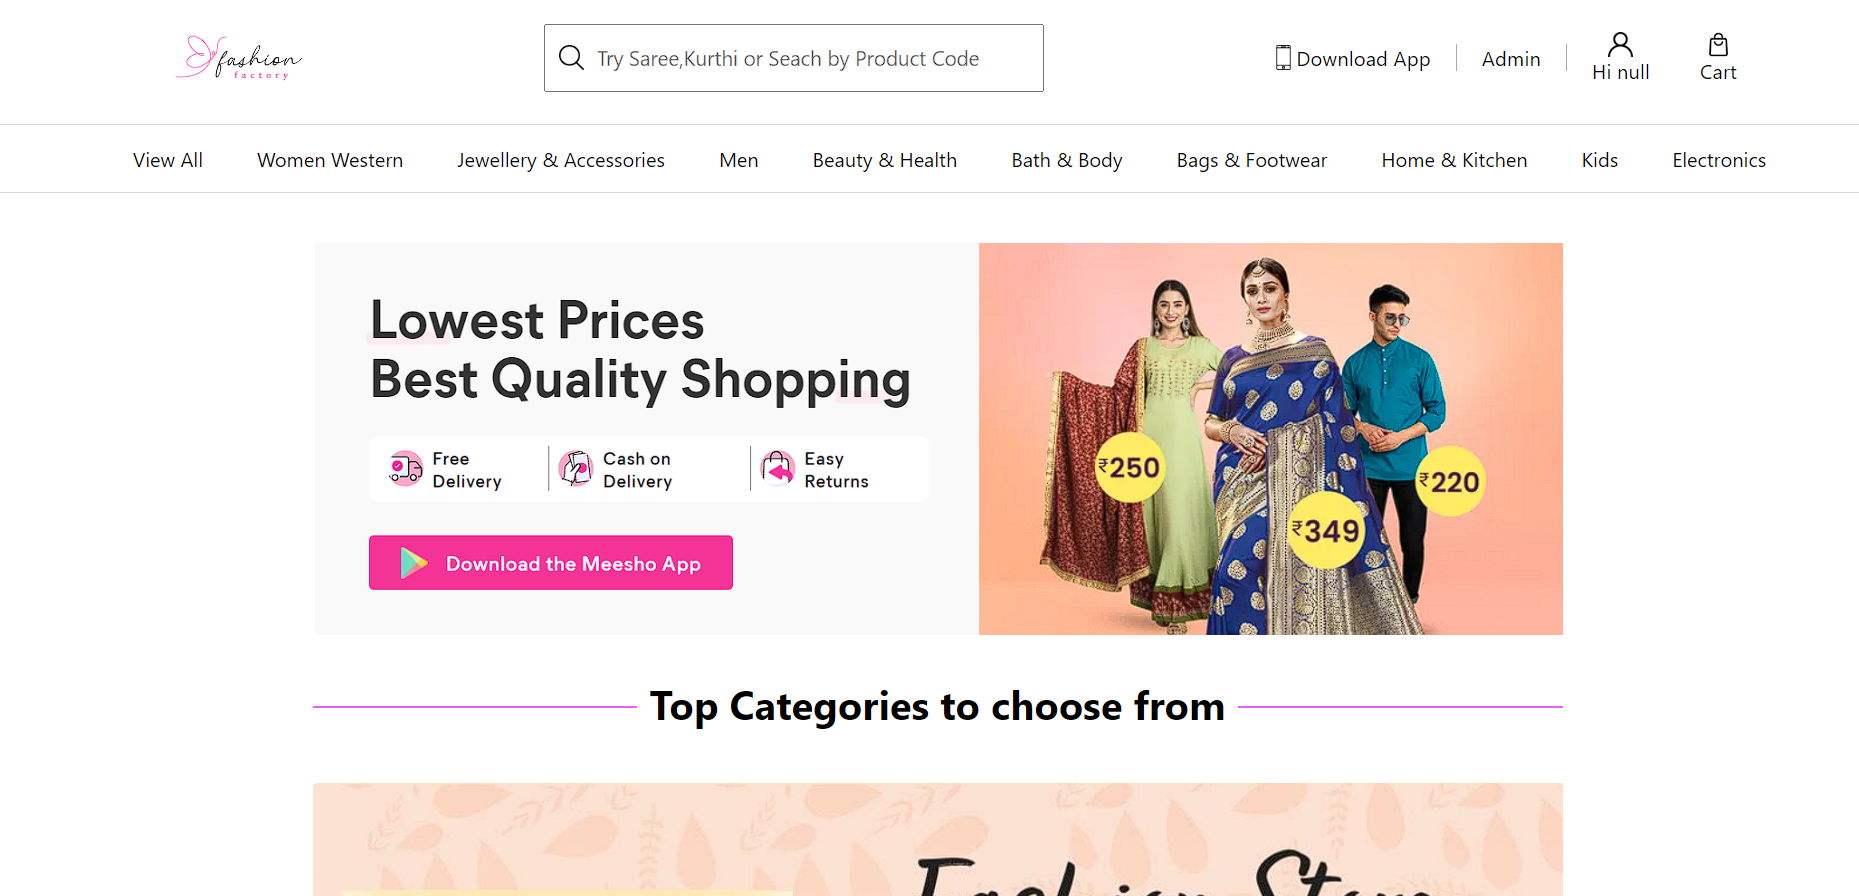 fashion
factory
Try Saree,Kurthi or Seach by Product Code
Download App
Admin
Hi null
Cart
View All
Women Western
Jewellery & Accessories
Men
Beauty & Health
Bath & Body
Bags & Footwear
Home & Kitchen
Kids
Electronics
Lowest Prices
Best Quality Shopping
Free
Delivery
Cash on
Delivery
Easy
Returns
Download the Meesho App
₹250
₹349
₹220
Top Categories to choose from